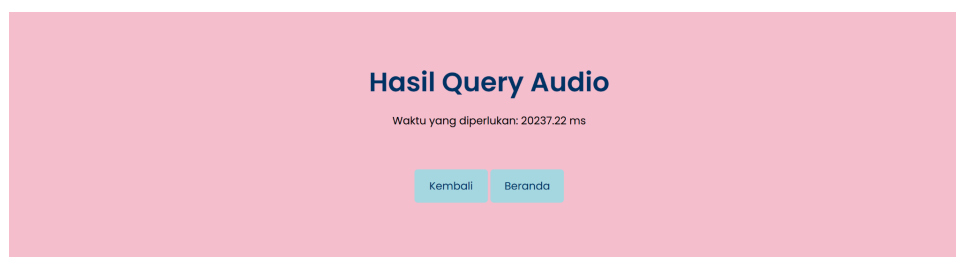 Hasil Query Audio
Waktu yang diperlukan: 20237.22 ms
Kembali Beranda